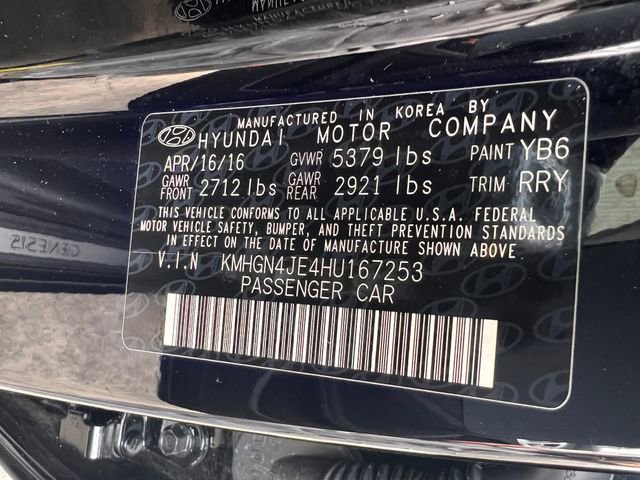 MANUFACTURED IN KOREA BY
HYUNDAI MOTOR COMPANY
APR/16/16 GVWR 5379 lbs PAINT YB6
GAWR FRONT 2712 lbs GAWR REAR 2921 lbs TRIM RRY
THIS VEHICLE CONFORMS TO ALL APPLICABLE U.S.A. FEDERAL
MOTOR VEHICLE SAFETY, BUMPER, AND THEFT PREVENTION STANDARDS
IN EFFECT ON THE DATE OF MANUFACTURE SHOWN ABOVE.
V.I.N KMHGN4JE4HU167253
PASSENGER CAR
GENESIS